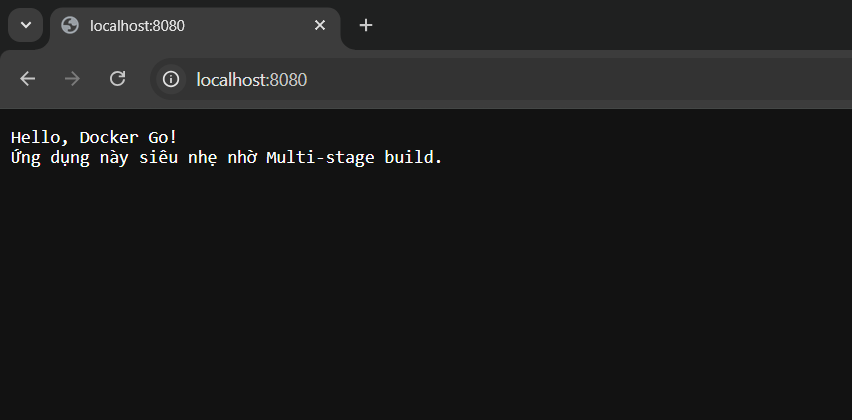 localhost:8080
localhost:8080
Hello, Docker Go!
Ứng dụng này siêu nhẹ nhờ Multi-stage build.